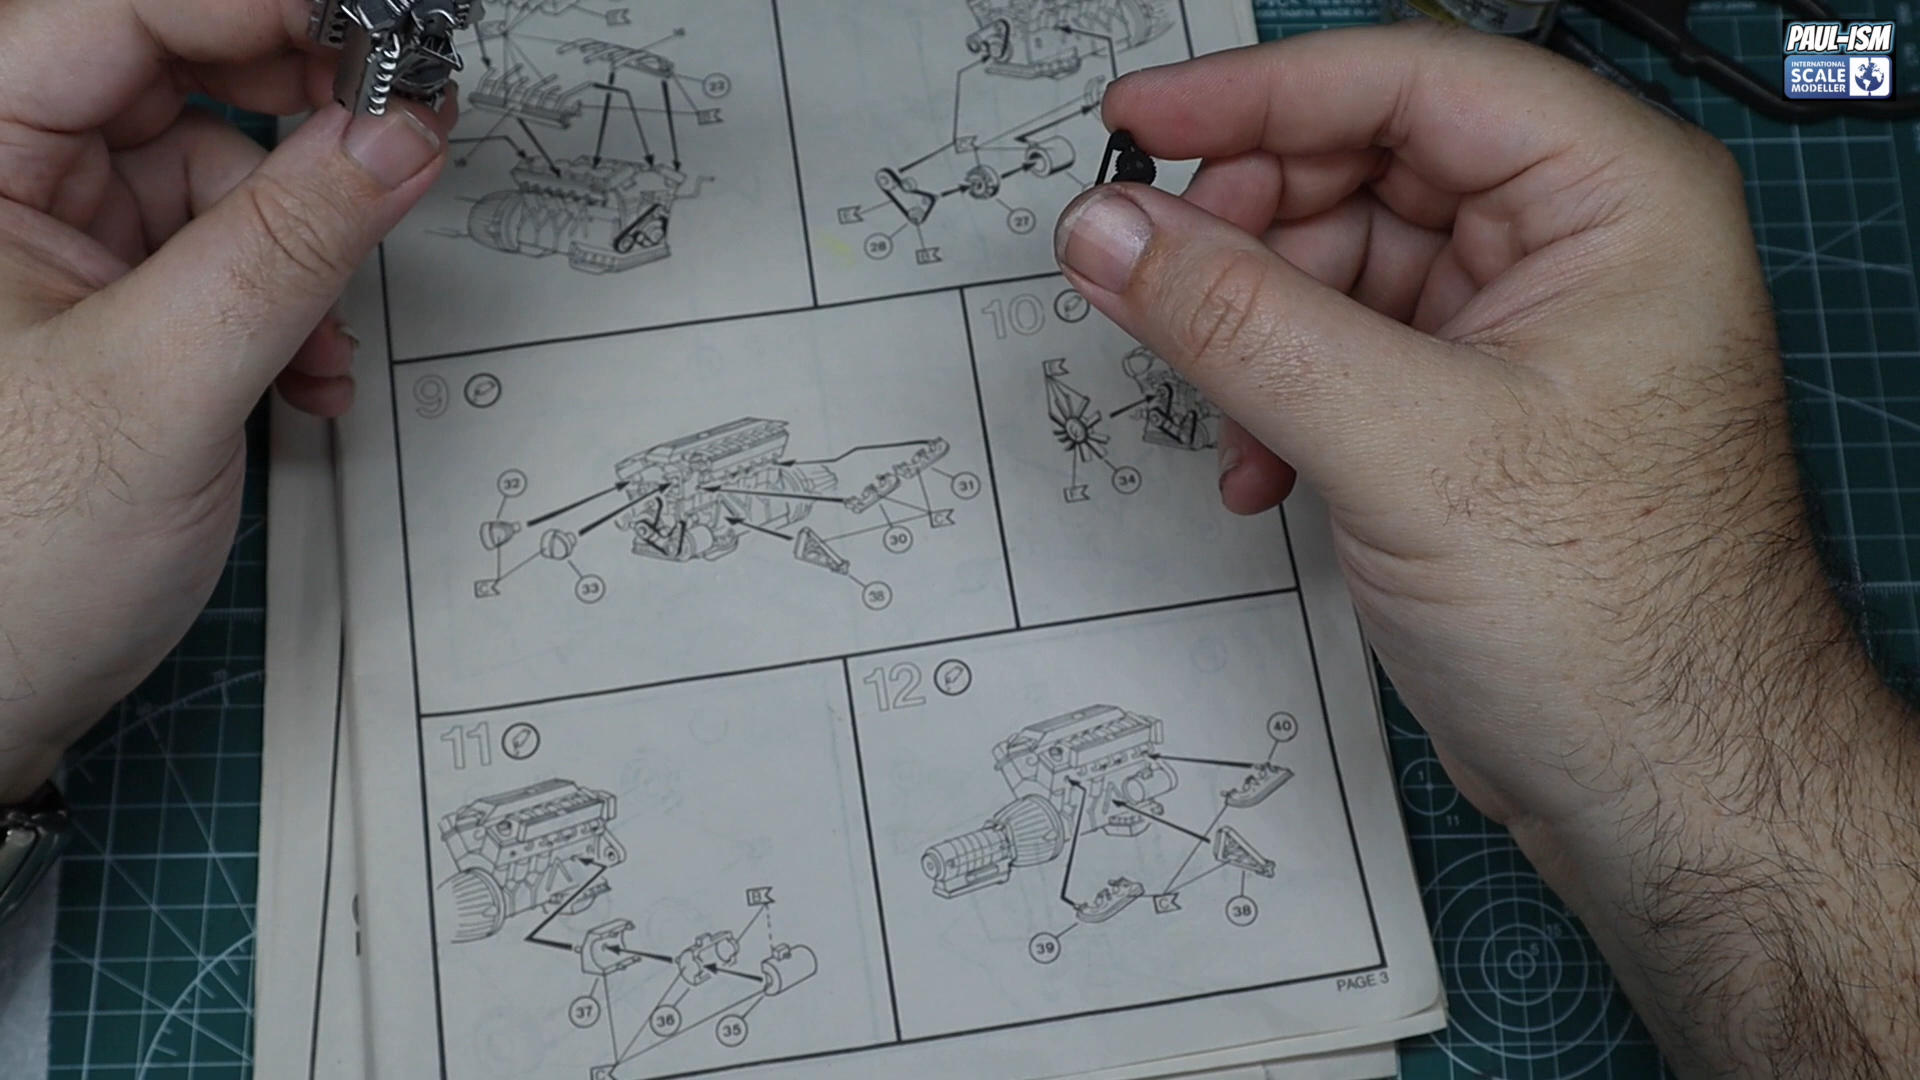 PAUL-ISM
INTERNATIONAL
SCALE
MODELLER
23
B
E
28
27
B
9
32
C
33
31
30
C
38
10
E
F
34
11
B
37
36
35
C
12
40
C
38
39
PAGE 3